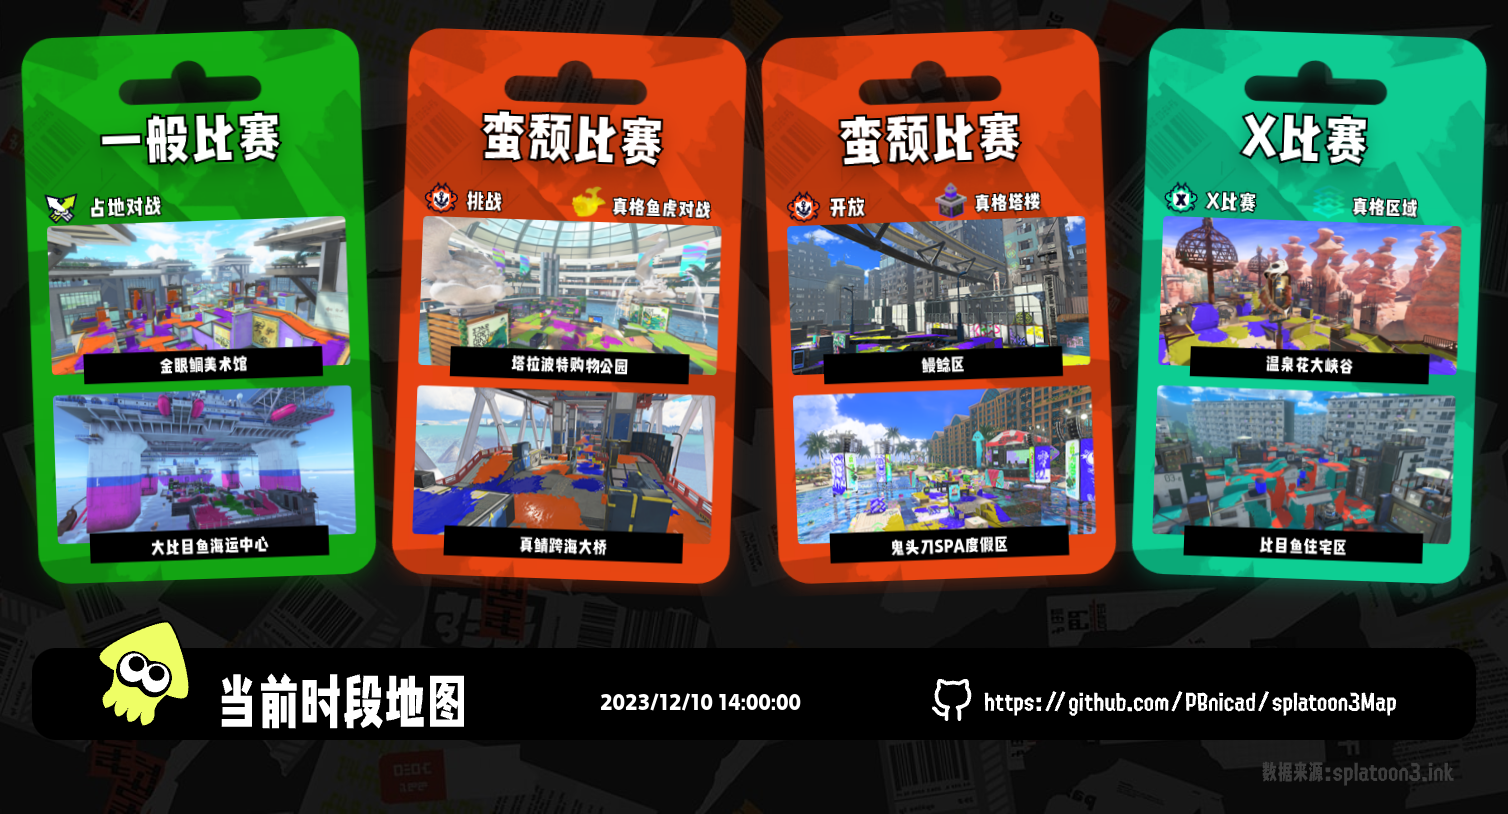 一般比赛
占地对战
金眼鲷美术馆
大比目鱼海运中心
蛮颓比赛
挑战
真格鱼虎对战
塔拉波特购物公园
真鲭跨海大桥
蛮颓比赛
开放
真格塔楼
鳗鲶区
鬼头刀SPA度假区
X比赛
X比赛
真格区域
温泉花大峡谷
比目鱼住宅区
当前时段地图
2023/12/10 14:00:00
https://github.com/PBnicad/splatoon3Map
数据来源:splatoon3.ink